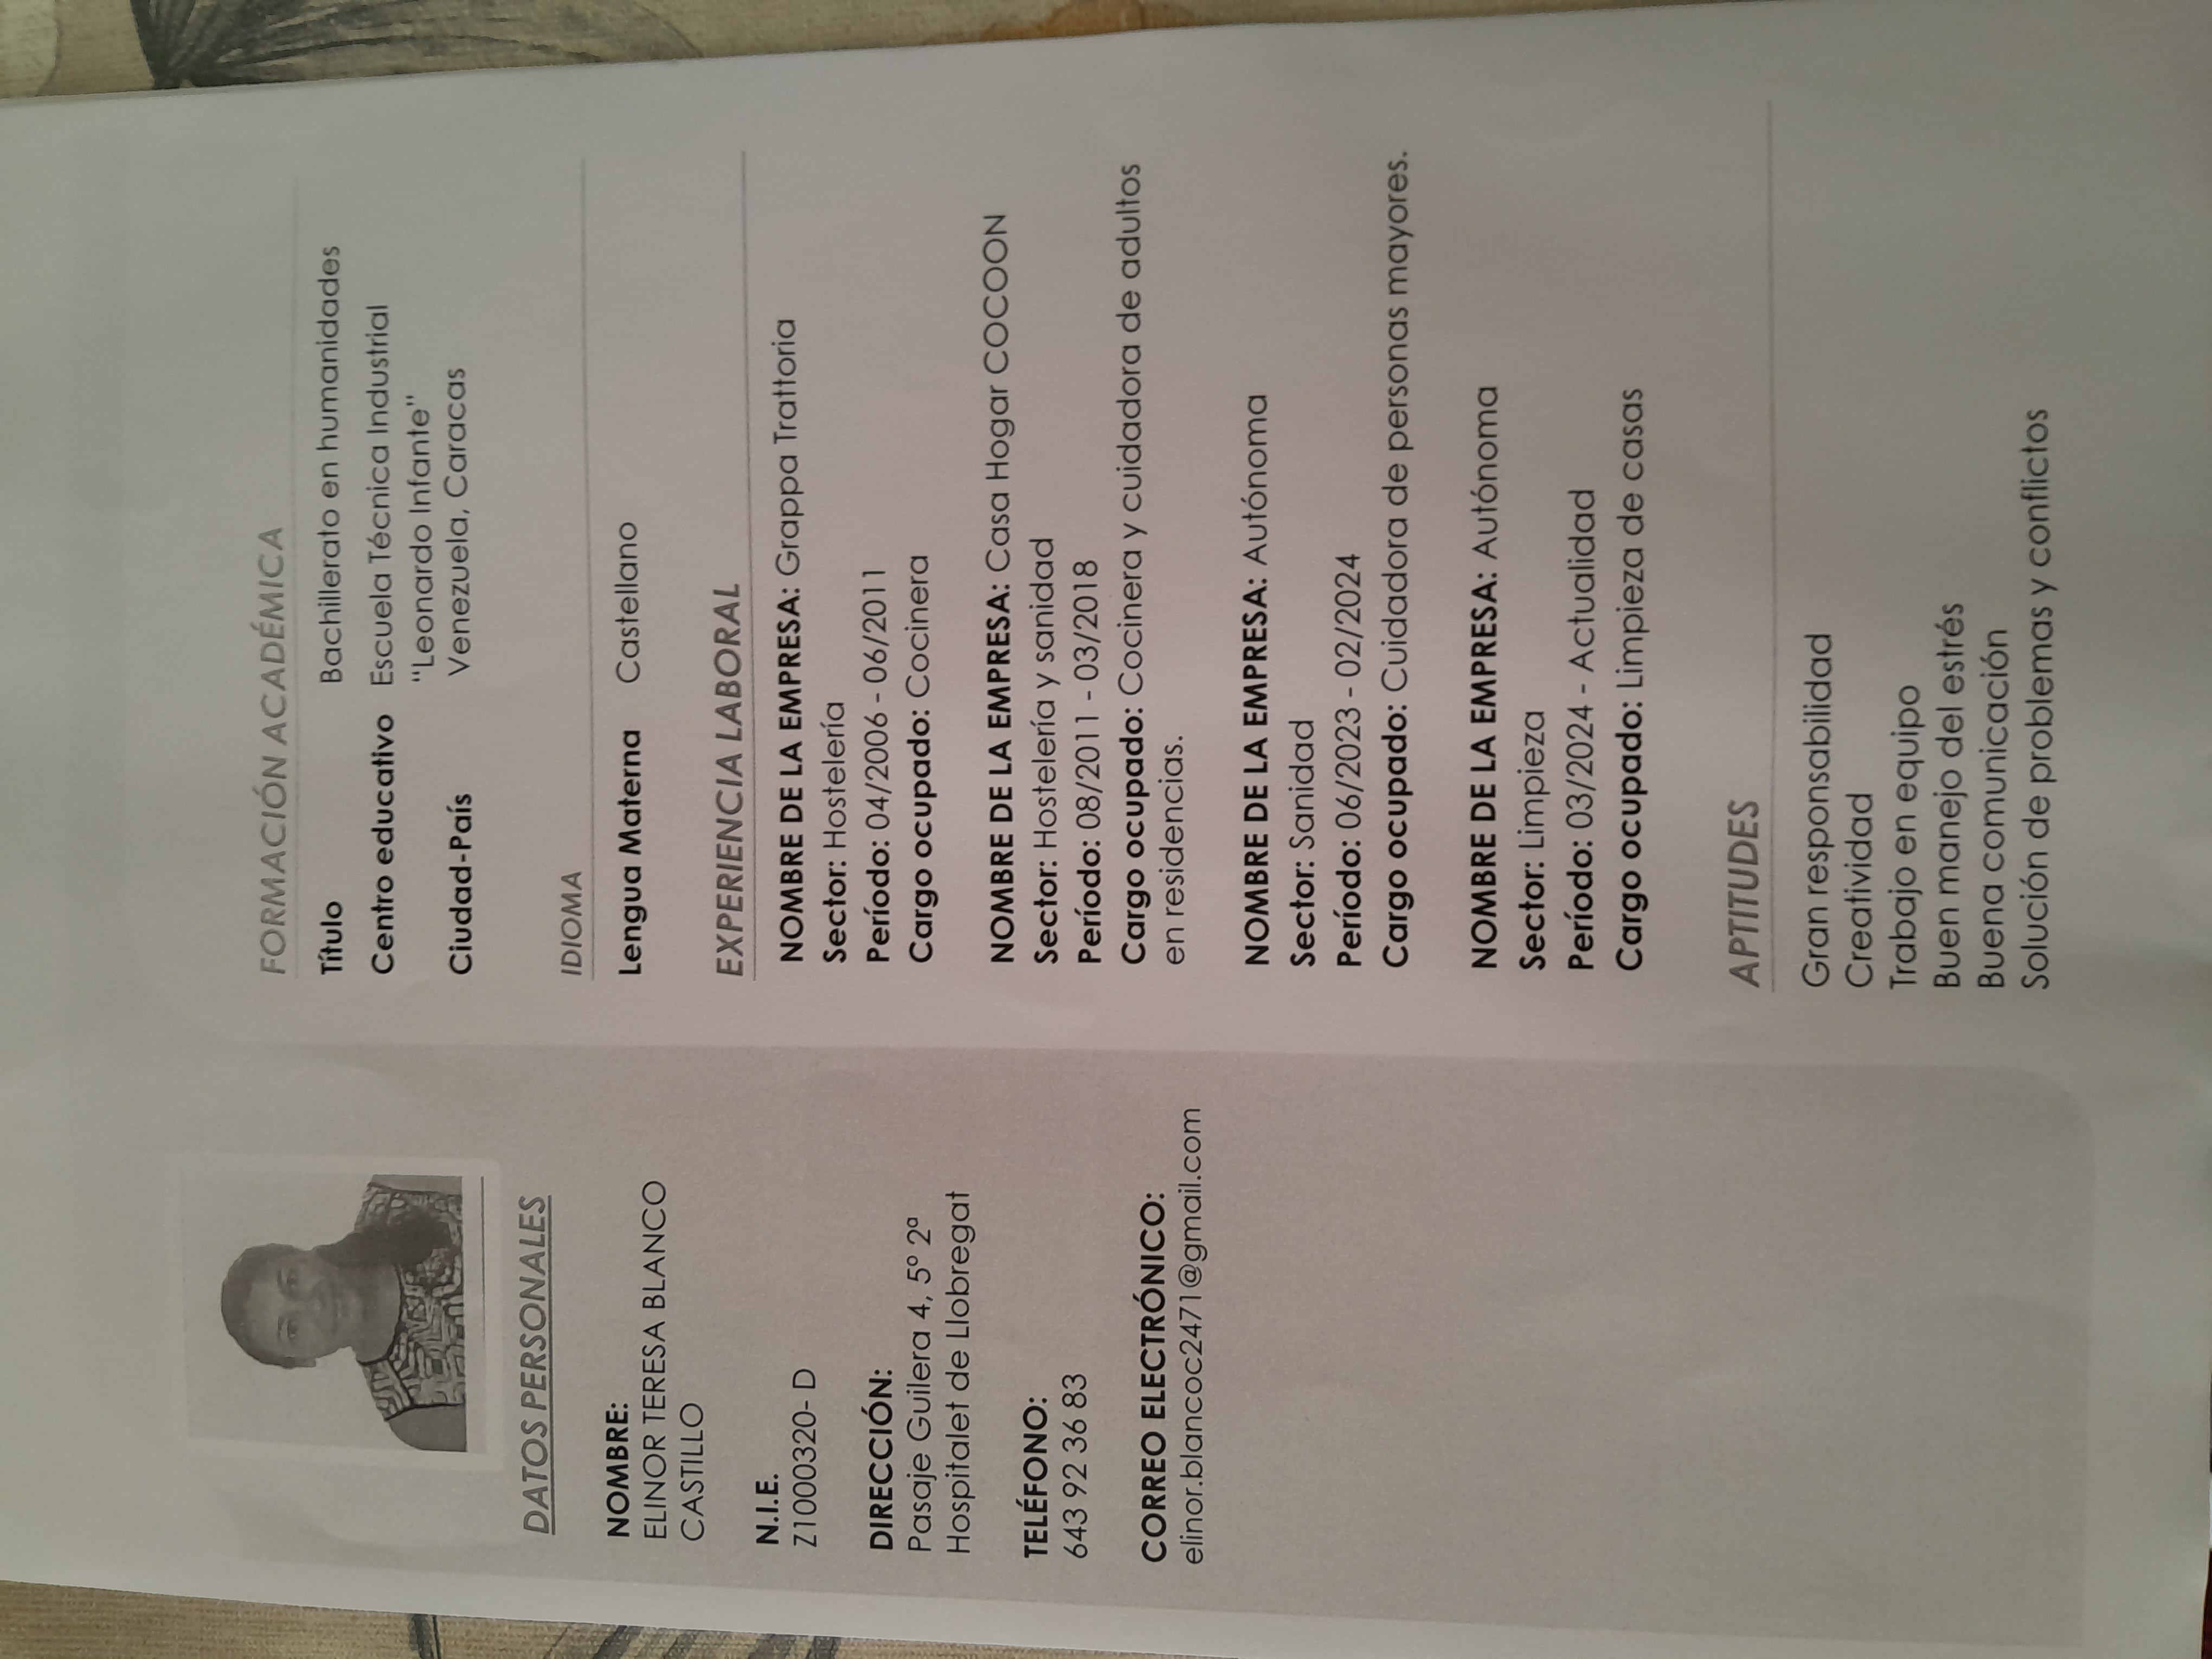 DATOS PERSONALES
NOMBRE:
ELINOR TERESA BLANCO
CASTILLO
N.I.E.
Z1000320- D
DIRECCIÓN:
Pasaje Guilera 4, 5º 2ª
Hospitalet de Llobregat
TELÉFONO:
643 92 36 83
CORREO ELECTRÓNICO:
elinor.blancoc2471@gmail.com
FORMACIÓN ACADÉMICA
Título Bachillerato en humanidades
Centro educativo Escuela Técnica Industrial
"Leonardo Infante"
Ciudad-País Venezuela, Caracas
IDIOMA
Lengua Materna Castellano
EXPERIENCIA LABORAL
NOMBRE DE LA EMPRESA: Grappa Trattoria
Sector: Hostelería
Período: 04/2006 - 06/2011
Cargo ocupado: Cocinera
NOMBRE DE LA EMPRESA: Casa Hogar COCOON
Sector: Hostelería y sanidad
Período: 08/2011 - 03/2018
Cargo ocupado: Cocinera y cuidadora de adultos
en residencias.
NOMBRE DE LA EMPRESA: Autónoma
Sector: Sanidad
Período: 06/2023 - 02/2024
Cargo ocupado: Cuidadora de personas mayores.
NOMBRE DE LA EMPRESA: Autónoma
Sector: Limpieza
Período: 03/2024 - Actualidad
Cargo ocupado: Limpieza de casas
APTITUDES
Gran responsabilidad
Creatividad
Trabajo en equipo
Buen manejo del estrés
Buena comunicación
Solución de problemas y conflictos